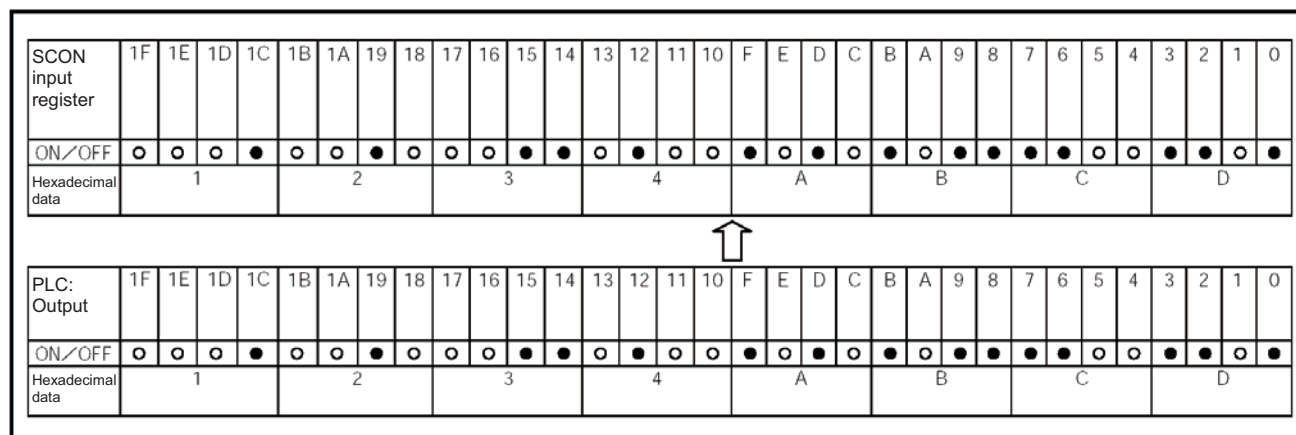 SCON input register 1F 1E 1D 1C 1B 1A 19 18 17 16 15 14 13 12 11 10 F E D C B A 9 8 7 6 5 4 3 2 1 0
ON/OFF ○ ○ ○ ● ○ ○ ● ○ ○ ○ ● ● ○ ● ○ ○ ● ○ ● ○ ● ○ ● ● ● ● ○ ○ ● ● ○ ●
Hexadecimal data 1 2 3 4 A B C D
PLC: Output 1F 1E 1D 1C 1B 1A 19 18 17 16 15 14 13 12 11 10 F E D C B A 9 8 7 6 5 4 3 2 1 0
ON/OFF ○ ○ ○ ● ○ ○ ● ○ ○ ○ ● ● ○ ● ○ ○ ● ○ ● ○ ● ○ ● ● ● ● ○ ○ ● ● ○ ●
Hexadecimal data 1 2 3 4 A B C D